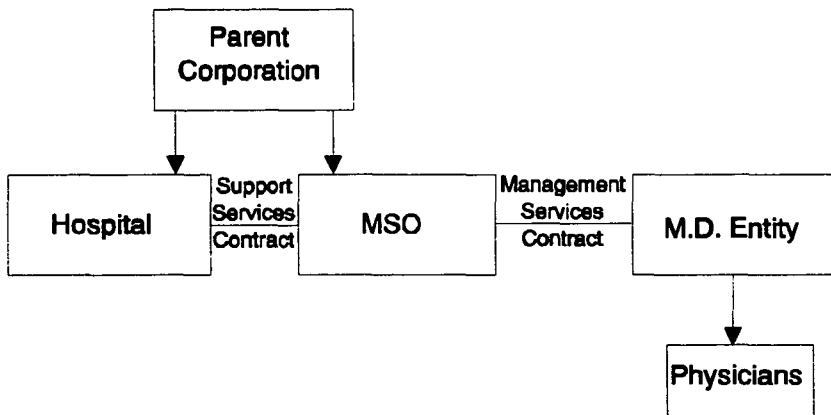 Parent
Corporation
Hospital
Support
Services
Contract
MSO
Management
Services
Contract
M.D. Entity
Physicians